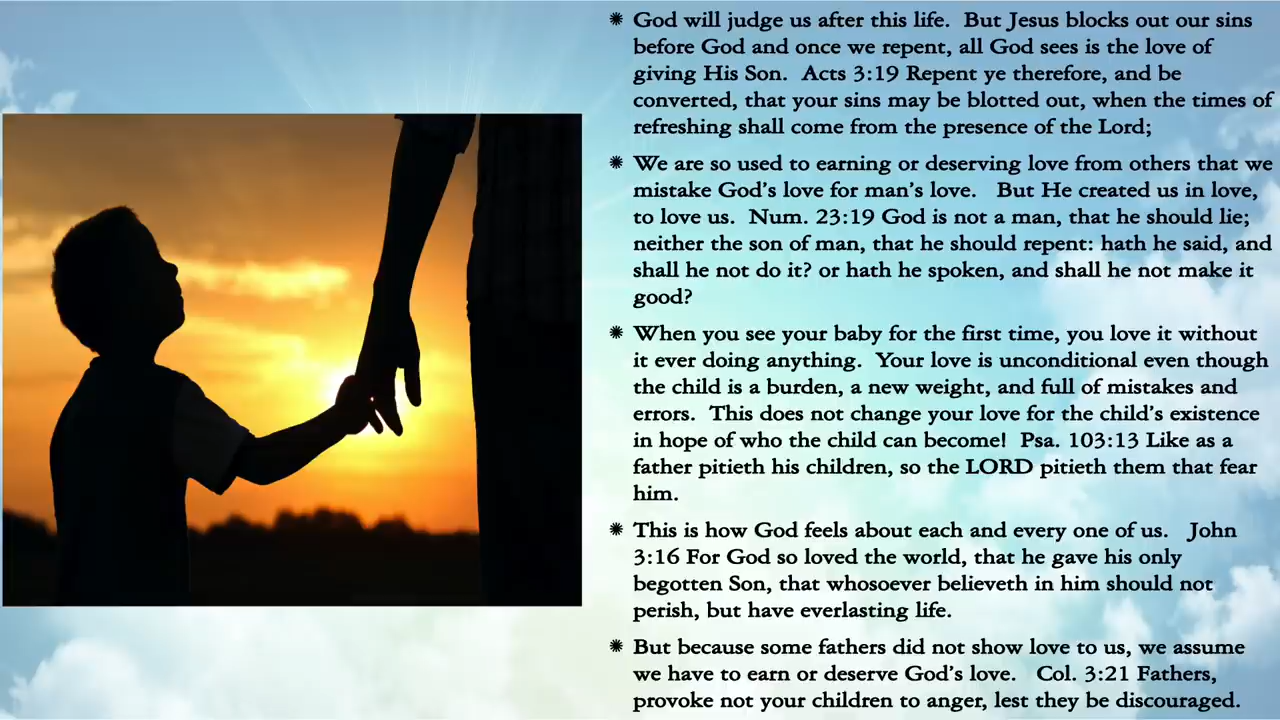 ⁕ God will judge us after this life.  But Jesus blocks out our sins
before God and once we repent, all God sees is the love of
giving His Son.  Acts 3:19 Repent ye therefore, and be
converted, that your sins may be blotted out, when the times of
refreshing shall come from the presence of the Lord;
⁕ We are so used to earning or deserving love from others that we
mistake God's love for man's love.   But He created us in love,
to love us.  Num. 23:19 God is not a man, that he should lie;
neither the son of man, that he should repent: hath he said, and
shall he not do it? or hath he spoken, and shall he not make it
good?
⁕ When you see your baby for the first time, you love it without
it ever doing anything.  Your love is unconditional even though
the child is a burden, a new weight, and full of mistakes and
errors.  This does not change your love for the child's existence
in hope of who the child can become!  Psa. 103:13 Like as a
father pitieth his children, so the LORD pitieth them that fear
him.
⁕ This is how God feels about each and every one of us.   John
3:16 For God so loved the world, that he gave his only
begotten Son, that whosoever believeth in him should not
perish, but have everlasting life.
⁕ But because some fathers did not show love to us, we assume
we have to earn or deserve God's love.   Col. 3:21 Fathers,
provoke not your children to anger, lest they be discouraged.